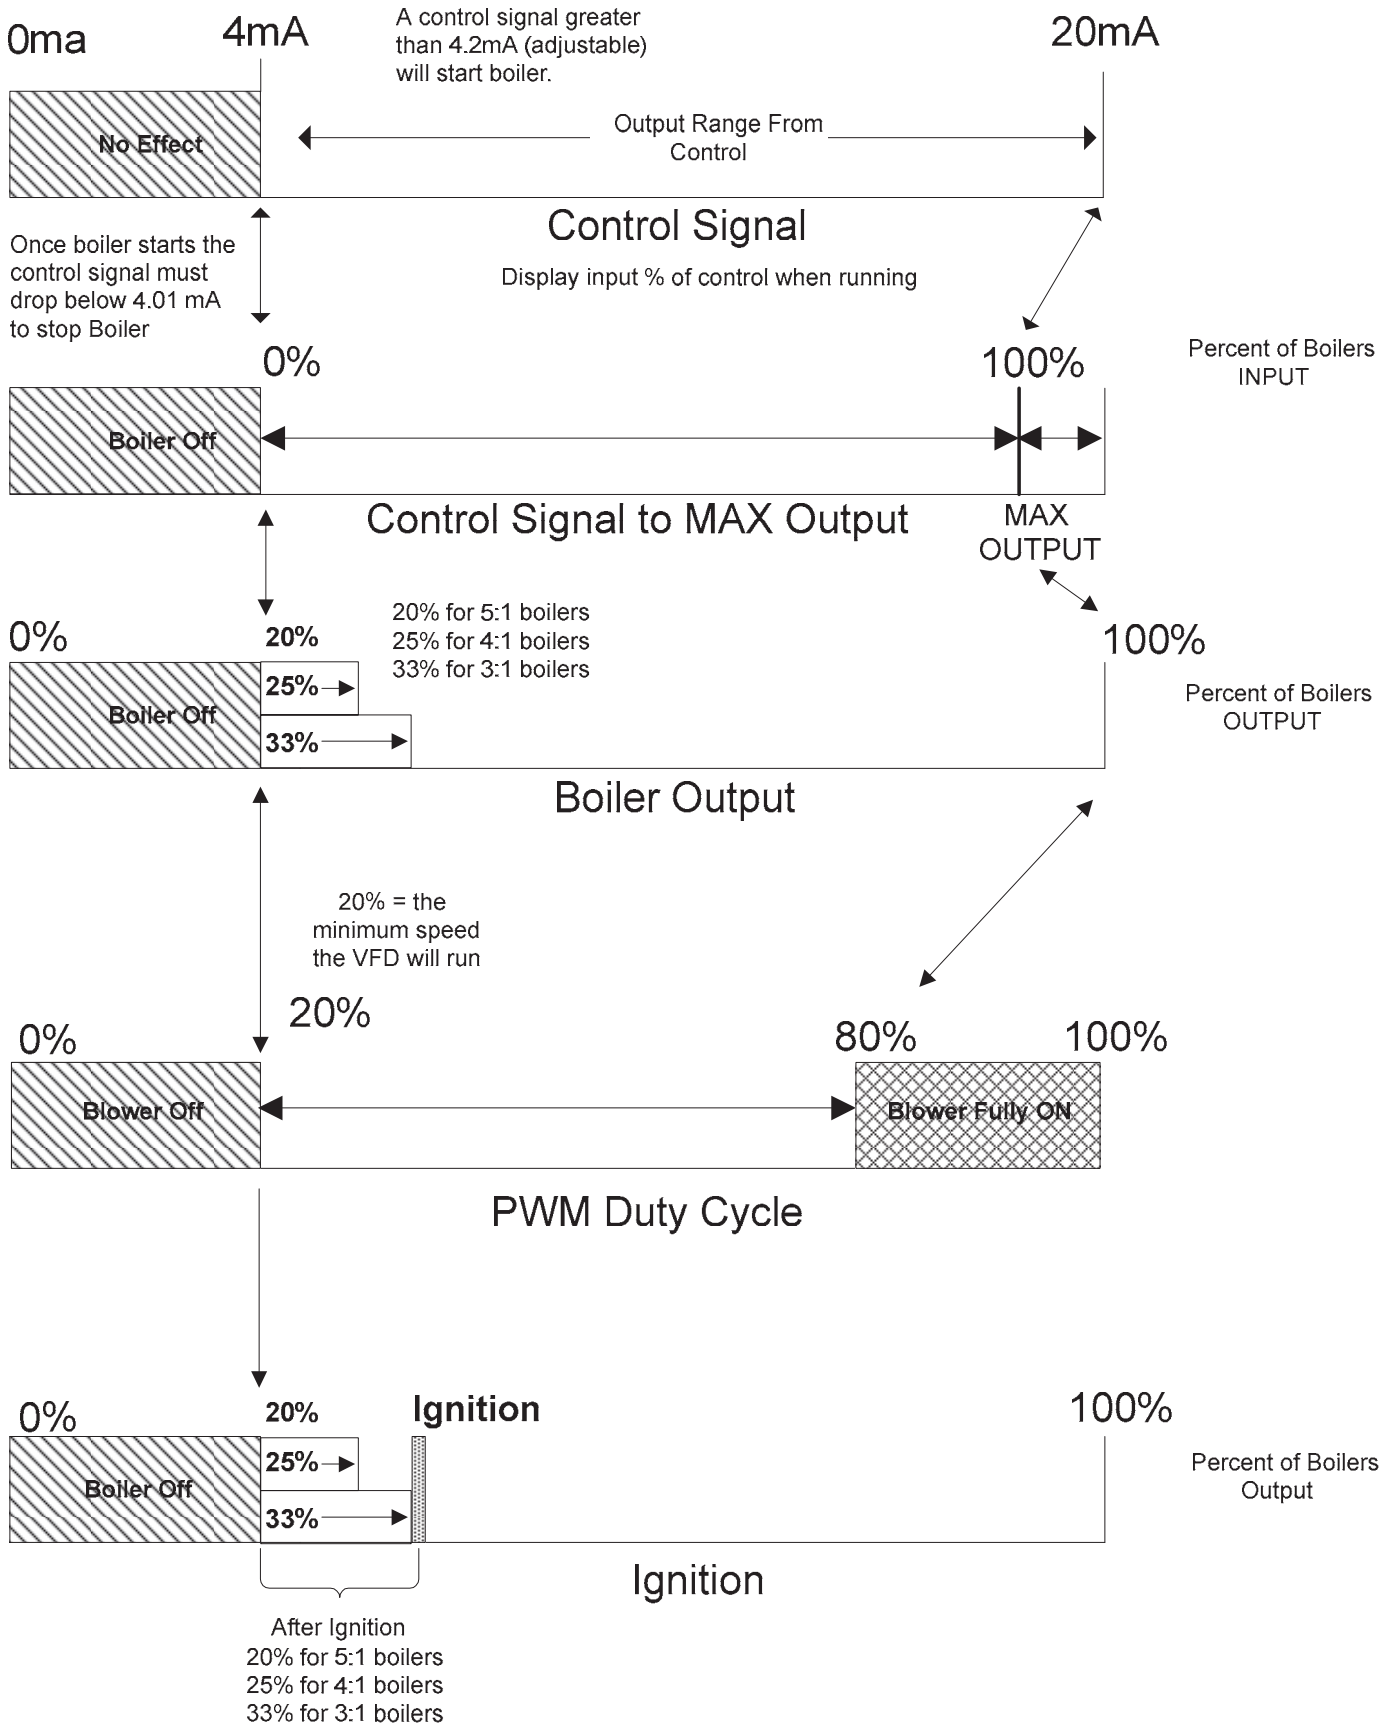 0ma
4mA
A control signal greater
than 4.2mA (adjustable)
will start boiler.
20mA
No Effect
Output Range From
Control
Control Signal
Once boiler starts the
control signal must
drop below 4.01 mA
to stop Boiler
Display input % of control when running
0%
100%
Percent of Boilers
INPUT
Boiler Off
Control Signal to MAX Output
MAX
OUTPUT
0%
20%
20% for 5:1 boilers
25% for 4:1 boilers
33% for 3:1 boilers
100%
Boiler Off
25%
33%
Percent of Boilers
OUTPUT
Boiler Output
20% = the
minimum speed
the VFD will run
0%
20%
80%
100%
Blower Off
Blower Fully ON
PWM Duty Cycle
0%
20%
Ignition
100%
Boiler Off
25%
33%
Percent of Boilers
Output
Ignition
After Ignition
20% for 5:1 boilers
25% for 4:1 boilers
33% for 3:1 boilers